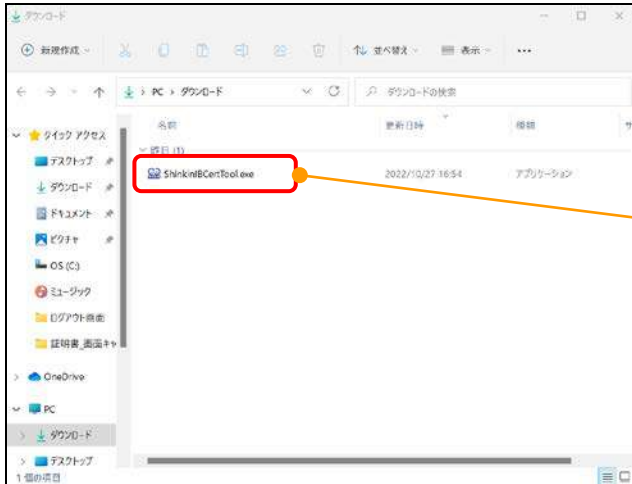 ダウンロード
新規作成
並べ替え
表示
PC › ダウンロード
ダウンロードの検索
名前
更新日時
種類
サ
クイック アクセス
昨日 (1)
デスクトップ
ShinkinIBCertTool.exe
2022/10/27 16:54
アプリケーション
ダウンロード
ドキュメント
ピクチャ
OS (C:)
ミュージック
ログアウト画面
証明書_画面キャ
OneDrive
PC
ダウンロード
デスクトップ
1 個の項目